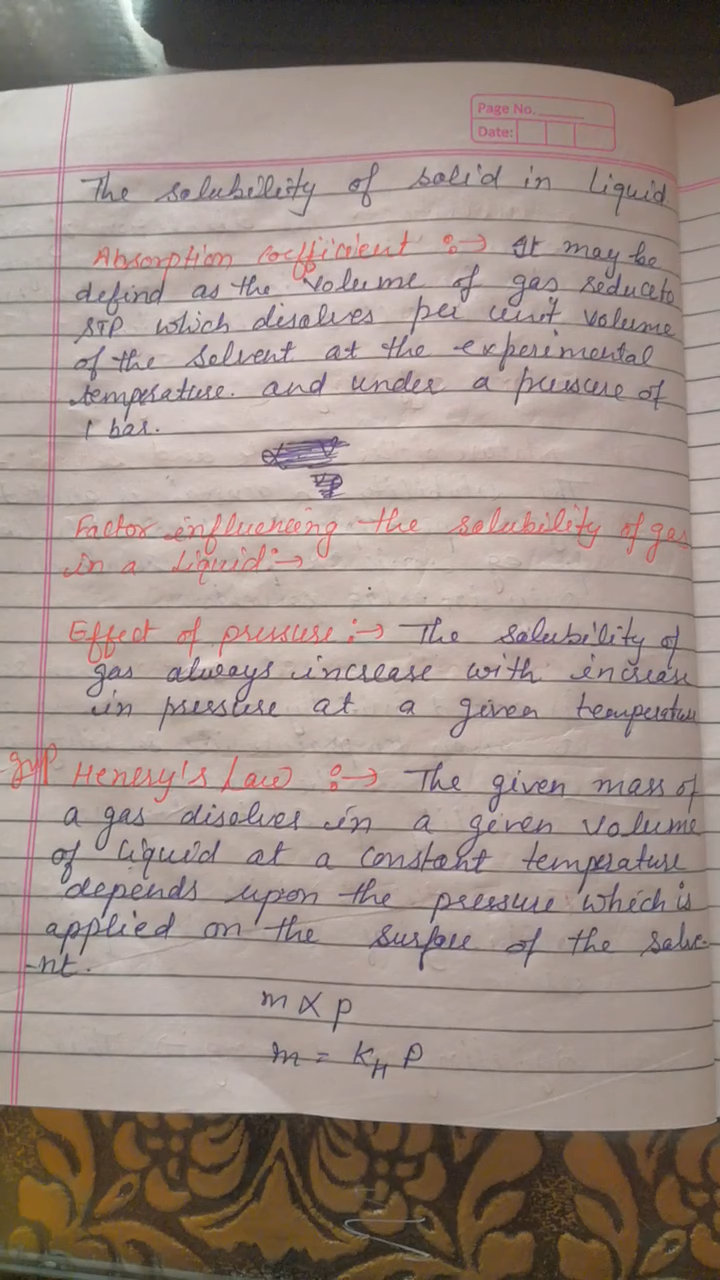 Page No.
Date:
The solubility of solid in liquid
Absorption coefficient :→ It may be
defind as the volume of gas reduce to
STP which disolves per unit volume
of the solvent at the experimental
temperature. and under a pressure of
1 bar.
Factor influencing the solubility of gas
in a liquid:→
Effect of pressure :→ The solubility of
gas always increase with increase
in pressure at a given temperature
Imp Henery's Law :→ The given mass of
a gas disolves in a given volume
of liquid at a constant temperature
depends upon the pressure which is
applied on the surface of the solve-
-nt.
m ∝ p
m = K_H P